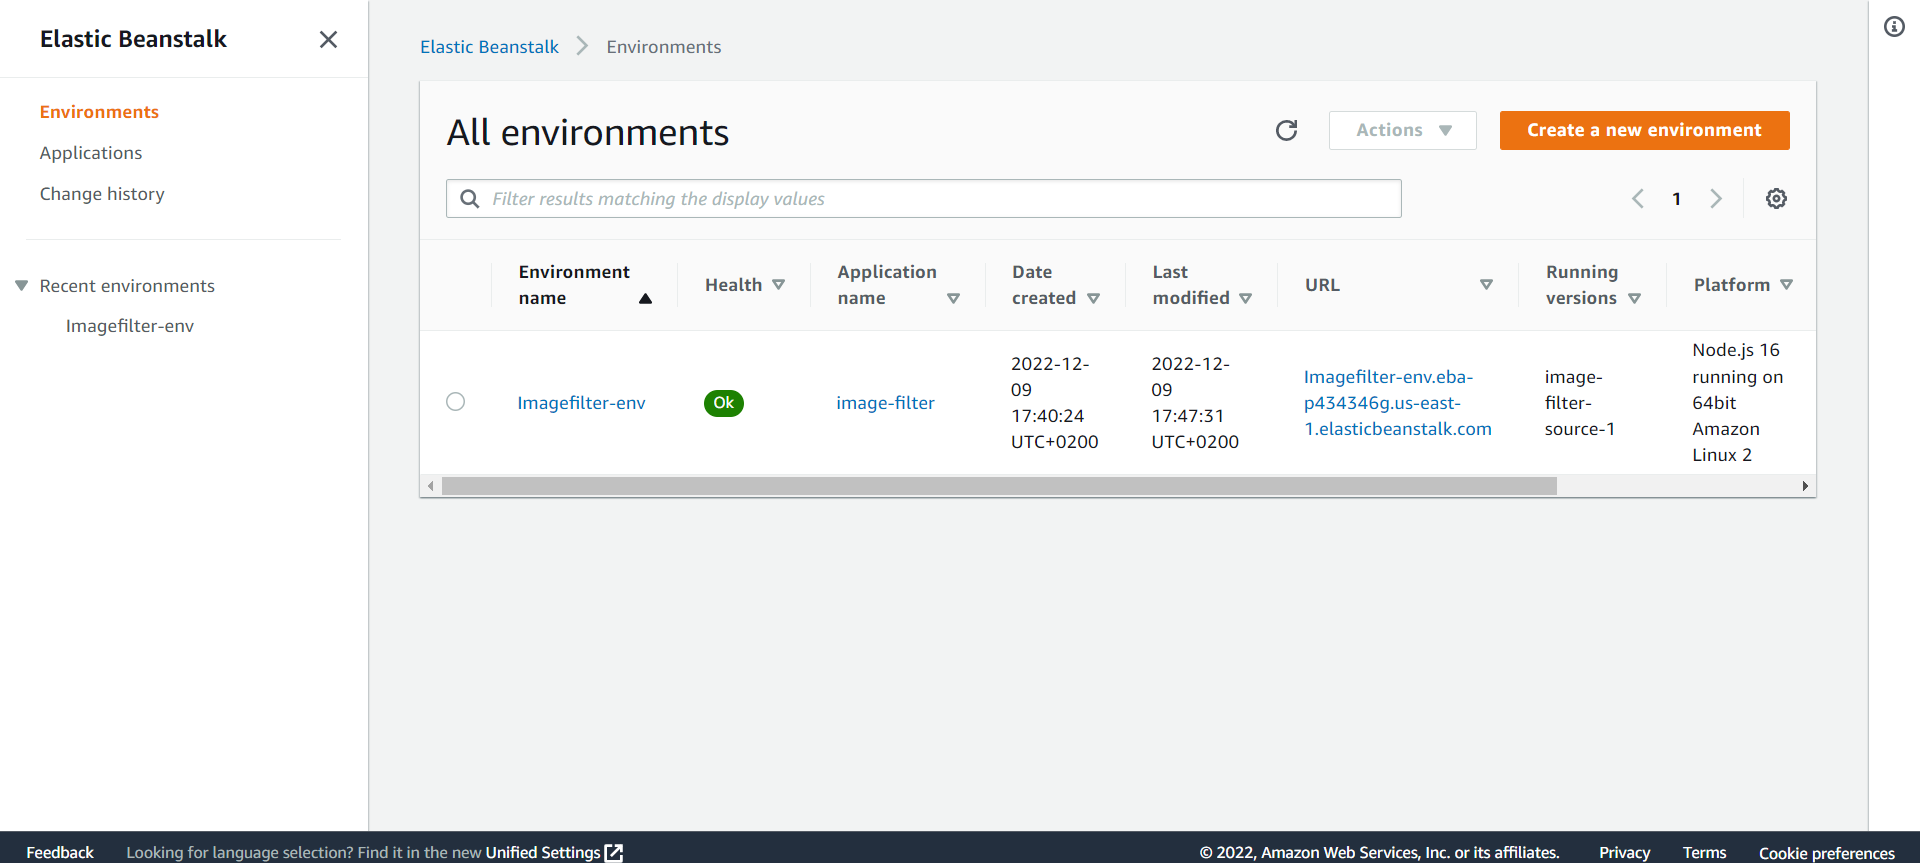 Elastic Beanstalk
Environments
Applications
Change history
Recent environments
Imagefilter-env
Elastic Beanstalk
Environments
All environments
Actions
Create a new environment
Filter results matching the display values
1
Environment
name
Health
Application
name
Date
created
Last
modified
URL
Running
versions
Platform
Imagefilter-env
Ok
image-filter
2022-12-
09
17:40:24
UTC+0200
2022-12-
09
17:47:31
UTC+0200
Imagefilter-env.eba-
p434346g.us-east-
1.elasticbeanstalk.com
image-
filter-
source-1
Node.js 16
running on
64bit
Amazon
Linux 2
Feedback
Looking for language selection? Find it in the new Unified Settings
© 2022, Amazon Web Services, Inc. or its affiliates.
Privacy
Terms
Cookie preferences